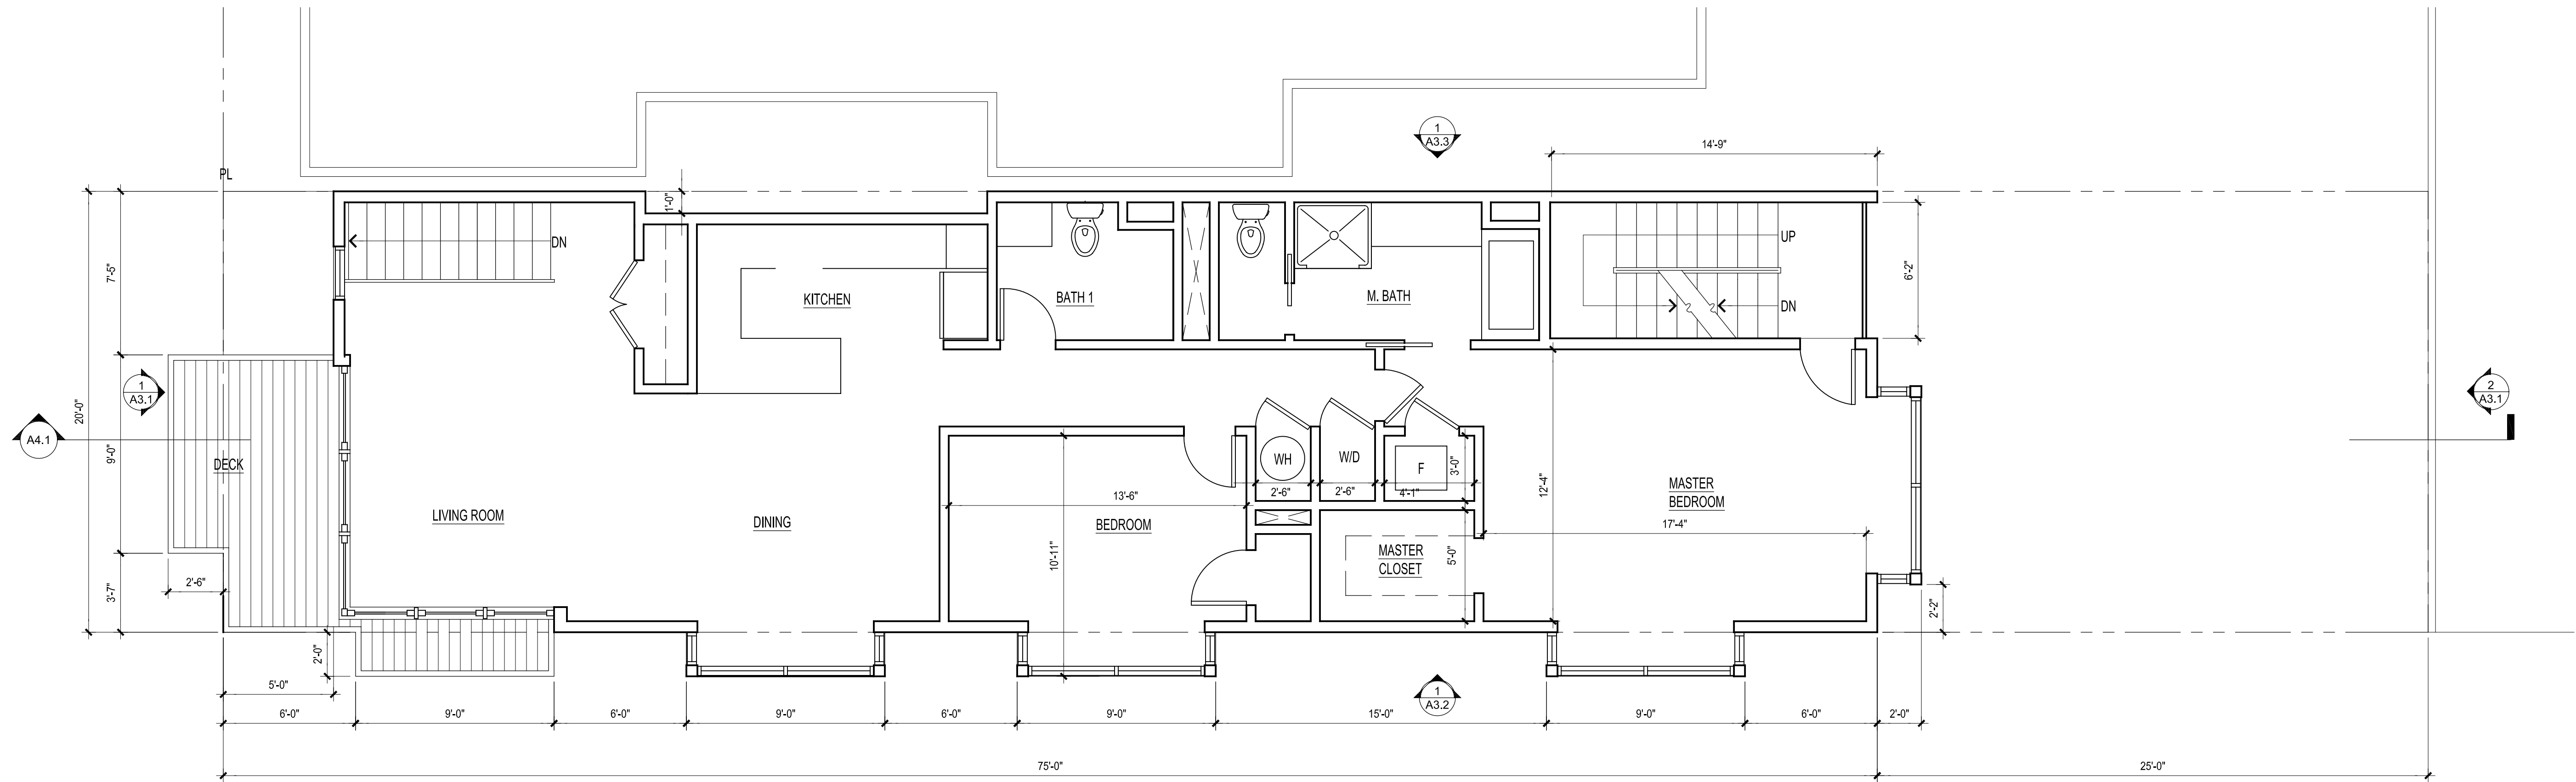 1
A3.3
14'-9"
PL
1'-0"
DN
UP
7'-5"
6'-2"
KITCHEN
BATH 1
M. BATH
DN
1
A3.1
2
A3.1
20'-0"
A4.1
9'-0"
DECK
WH
W/D
F
3'-0"
2'-6"
2'-6"
4'-1"
12'-4"
MASTER
BEDROOM
13'-6"
LIVING ROOM
DINING
BEDROOM
17'-4"
10'-11"
MASTER
CLOSET
5'-0"
2'-6"
3'-7"
2'-2"
2'-0"
5'-0"
1
A3.2
6'-0"
9'-0"
6'-0"
9'-0"
6'-0"
9'-0"
15'-0"
9'-0"
6'-0"
2'-0"
75'-0"
25'-0"